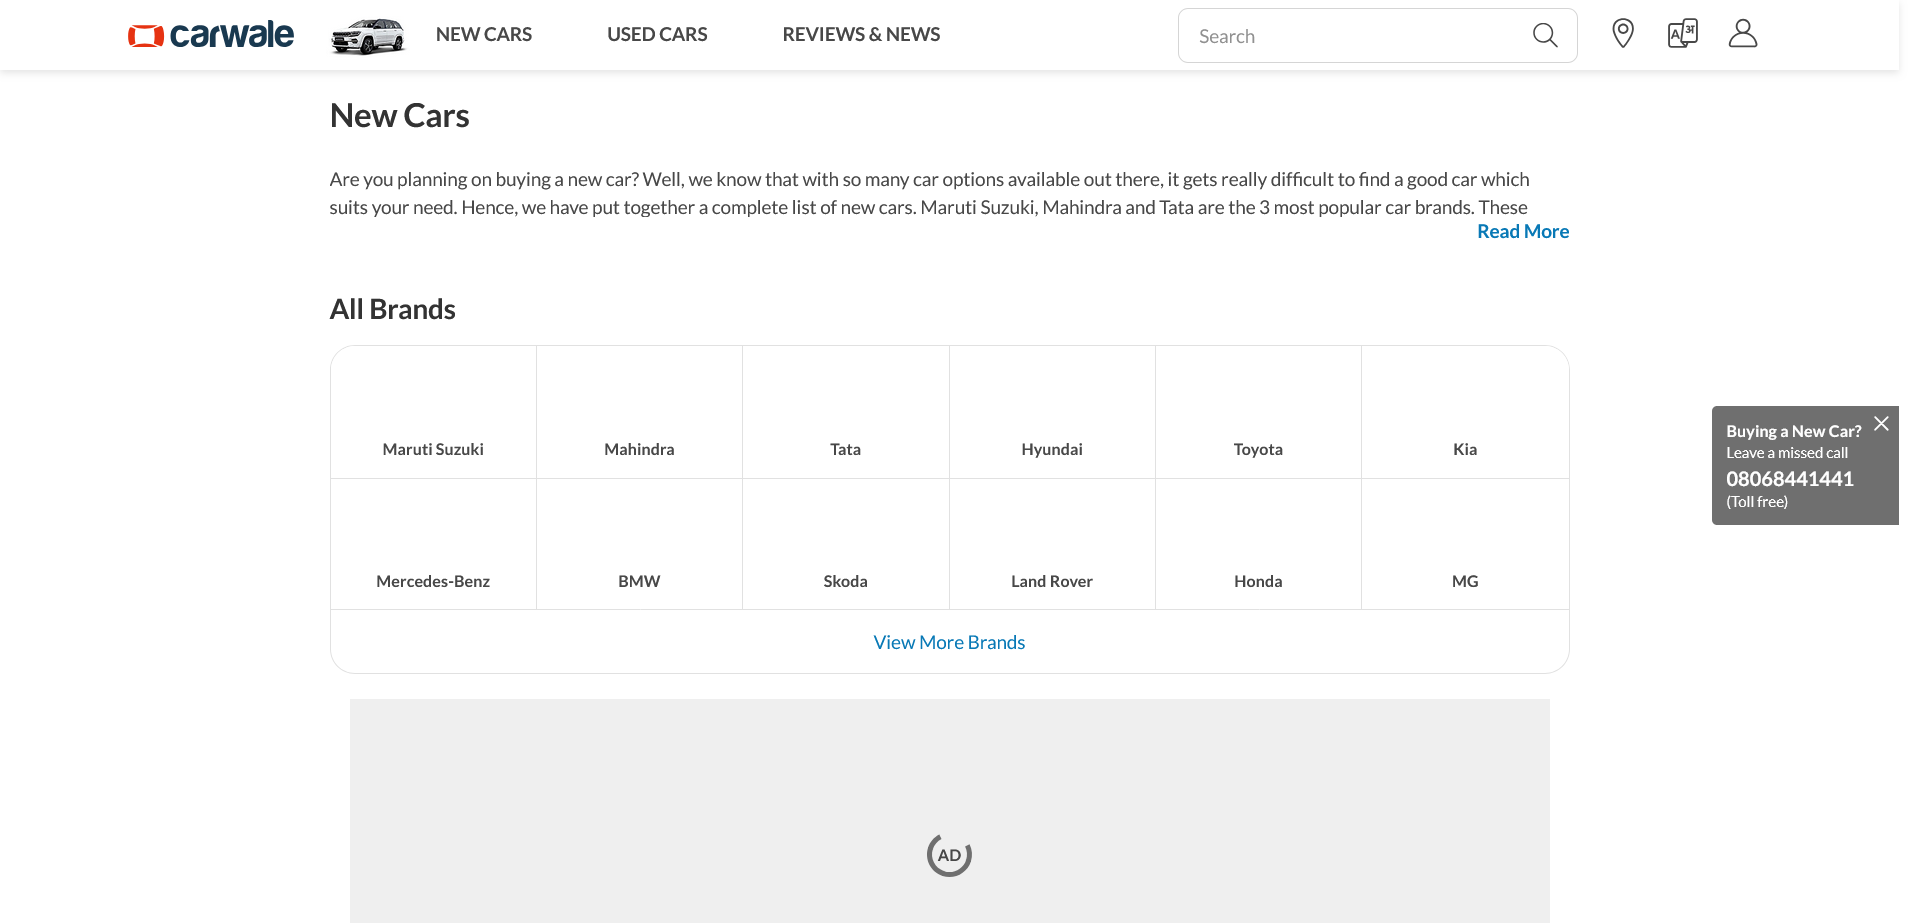 carwale
NEW CARS
USED CARS
REVIEWS & NEWS
Search
A अ
New Cars
Are you planning on buying a new car? Well, we know that with so many car options available out there, it gets really difficult to find a good car which
suits your need. Hence, we have put together a complete list of new cars. Maruti Suzuki, Mahindra and Tata are the 3 most popular car brands. These
Read More
All Brands
Maruti Suzuki
Mahindra
Tata
Hyundai
Toyota
Kia
Mercedes-Benz
BMW
Skoda
Land Rover
Honda
MG
View More Brands
Buying a New Car?
Leave a missed call
08068441441
(Toll free)
AD